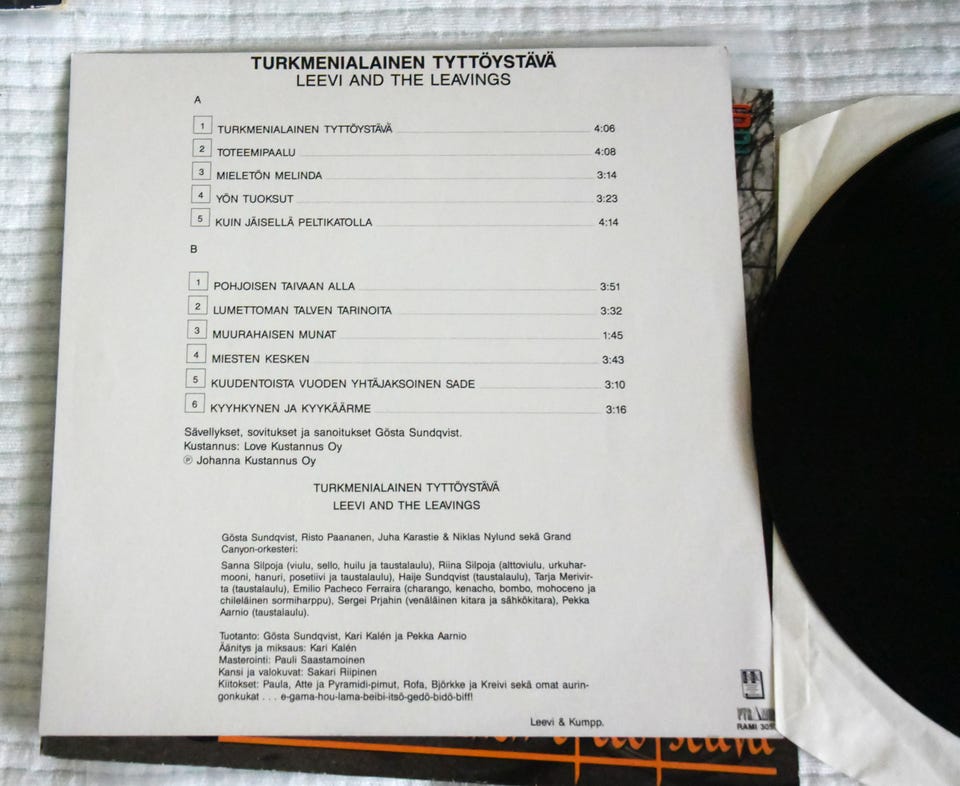 TURKMENIALAINEN TYTTÖYSTÄVÄ
LEEVI AND THE LEAVINGS
A
1 TURKMENIALAINEN TYTTÖYSTÄVÄ 4:06
2 TOTEEMIPAALU 4:08
3 MIELETÖN MELINDA 3:14
4 YÖN TUOKSUT 3:23
5 KUIN JÄISELLÄ PELTIKATOLLA 4:14
B
1 POHJOISEN TAIVAAN ALLA 3:51
2 LUMETTOMAN TALVEN TARINOITA 3:32
3 MUURAHAISEN MUNAT 1:45
4 MIESTEN KESKEN 3:43
5 KUUDENTOISTA VUODEN YHTÄJAKSOINEN SADE 3:10
6 KYYHKYNEN JA KYYKÄÄRME 3:16
Sävellykset, sovitukset ja sanoitukset Gösta Sundqvist.
Kustannus: Love Kustannus Oy
℗ Johanna Kustannus Oy
TURKMENIALAINEN TYTTÖYSTÄVÄ
LEEVI AND THE LEAVINGS
Gösta Sundqvist, Risto Paananen, Juha Karastie & Niklas Nylund sekä Grand
Canyon-orkesteri:
Sanna Silpoja (viulu, sello, huilu ja taustalaulu), Riina Silpoja (alttoviulu, urkuhar-
mooni, hanuri, posetiivi ja taustalaulu), Haije Sundqvist (taustalaulu), Tarja Merivir-
ta (taustalaulu), Emilio Pacheco Ferraira (charango, kenacho, bombo, mohoceno ja
chileläinen sormiharppu), Sergei Prjahin (venäläinen kitara ja sähkökitara), Pekka
Aarnio (taustalaulu).
Tuotanto: Gösta Sundqvist, Kari Kalén ja Pekka Aarnio
Äänitys ja miksaus: Kari Kalén
Masterointi: Pauli Saastamoinen
Kansi ja valokuvat: Sakari Riipinen
Kiitokset: Paula, Atte ja Pyramidi-pimut, Rofa, Björkke ja Kreivi sekä omat aurin-
gonkukat . . . e-gama-hou-lama-beibi-itsö-gedö-bidö-biff!
Leevi & Kumpp.
PYRAMID
RAMI